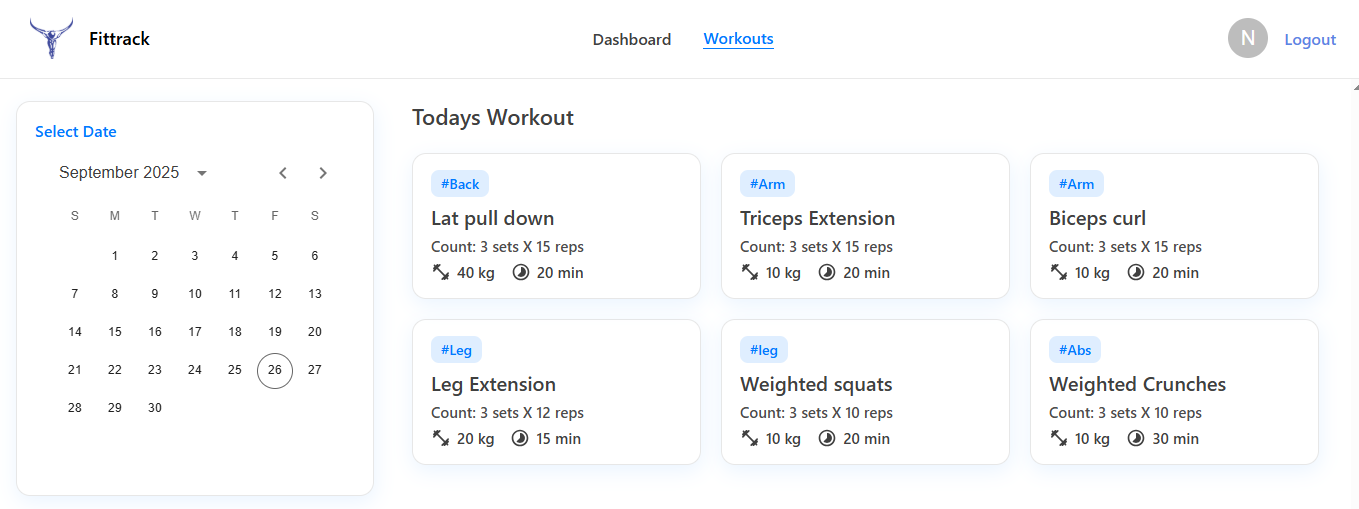 Fittrack
Dashboard
Workouts
N
Logout
Select Date
September 2025
S M T W T F S
1 2 3 4 5 6
7 8 9 10 11 12 13
14 15 16 17 18 19 20
21 22 23 24 25 26 27
28 29 30
Todays Workout
#Back
Lat pull down
Count: 3 sets X 15 reps
40 kg 20 min
#Arm
Triceps Extension
Count: 3 sets X 15 reps
10 kg 20 min
#Arm
Biceps curl
Count: 3 sets X 15 reps
10 kg 20 min
#Leg
Leg Extension
Count: 3 sets X 12 reps
20 kg 15 min
#leg
Weighted squats
Count: 3 sets X 10 reps
10 kg 20 min
#Abs
Weighted Crunches
Count: 3 sets X 10 reps
10 kg 30 min